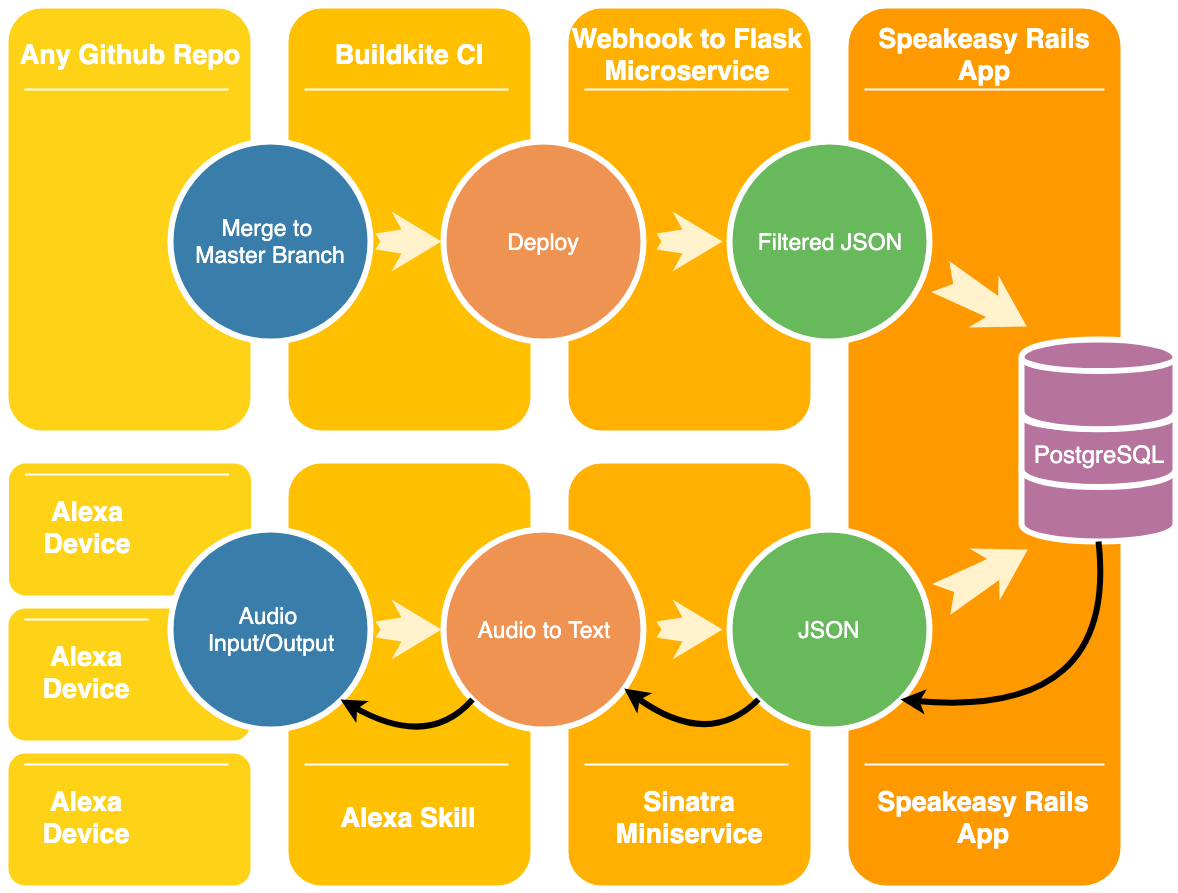 Any Github Repo
Buildkite CI
Webhook to Flask
Microservice
Speakeasy Rails
App
Merge to
Master Branch
Deploy
Filtered JSON
PostgreSQL
Alexa
Device
Alexa
Device
Alexa
Device
Audio
Input/Output
Audio to Text
JSON
Alexa Skill
Sinatra
Miniservice
Speakeasy Rails
App